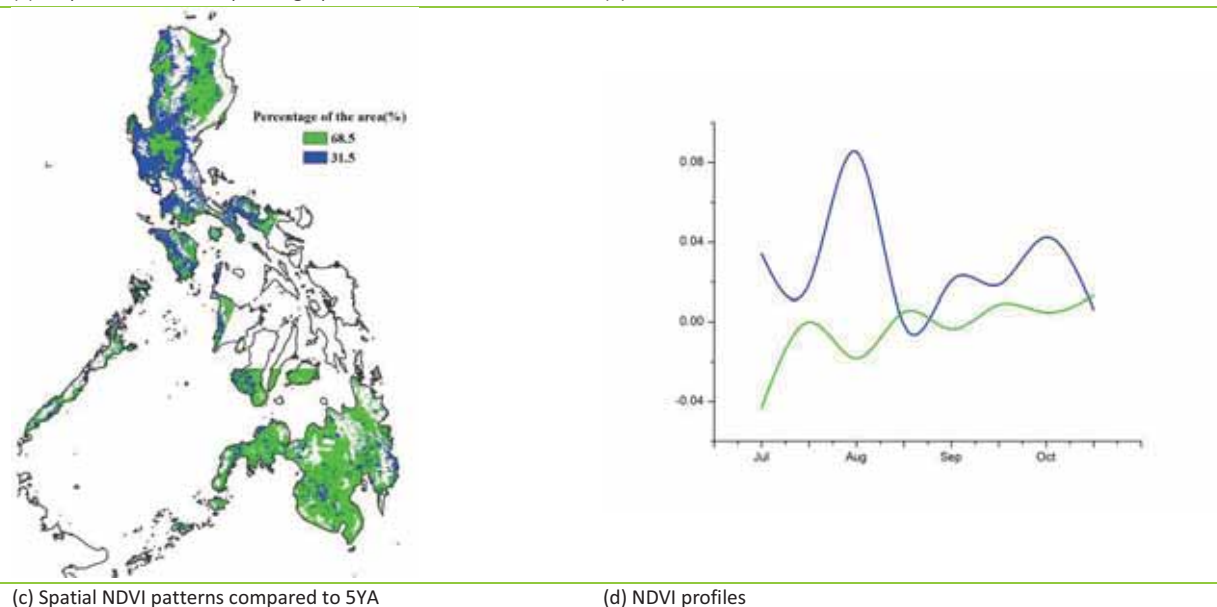 Percentage of the area(%)
68.5
31.5
0.08
0.04
0.00
-0.04
Jul
Aug
Sep
Oct
(c) Spatial NDVI patterns compared to 5YA
(d) NDVI profiles